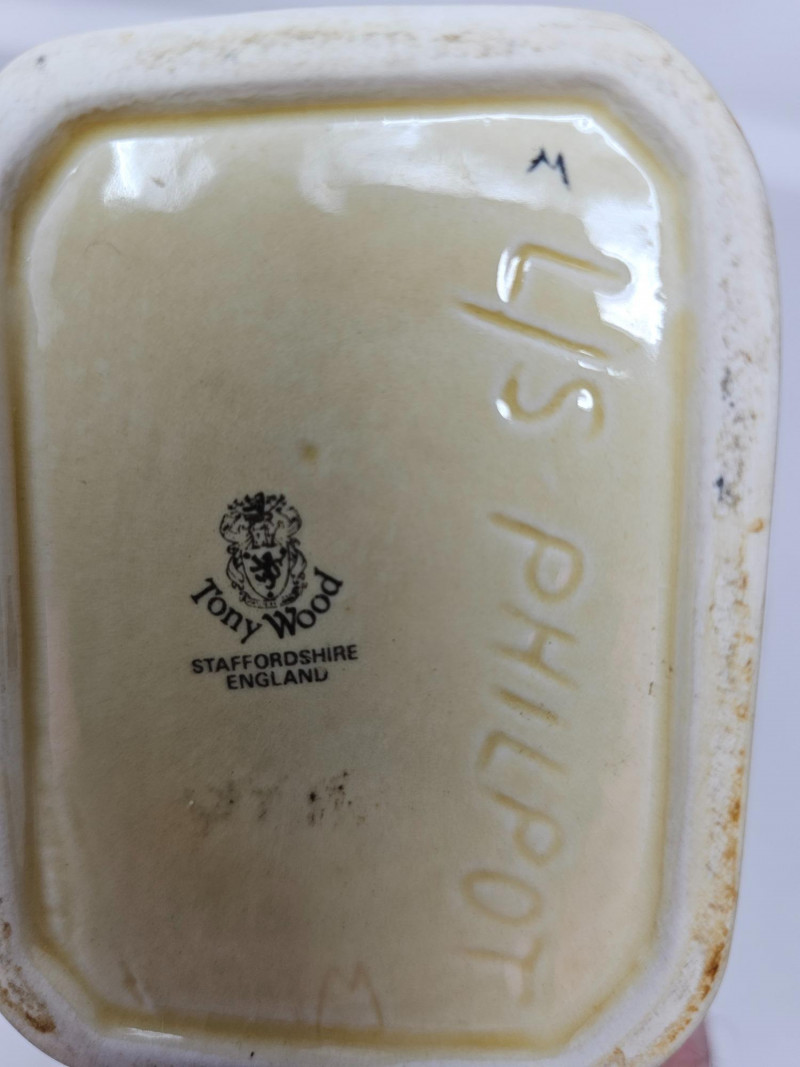 M
L/S PHILPOT
Tony Wood
STAFFORDSHIRE
ENGLAND
M